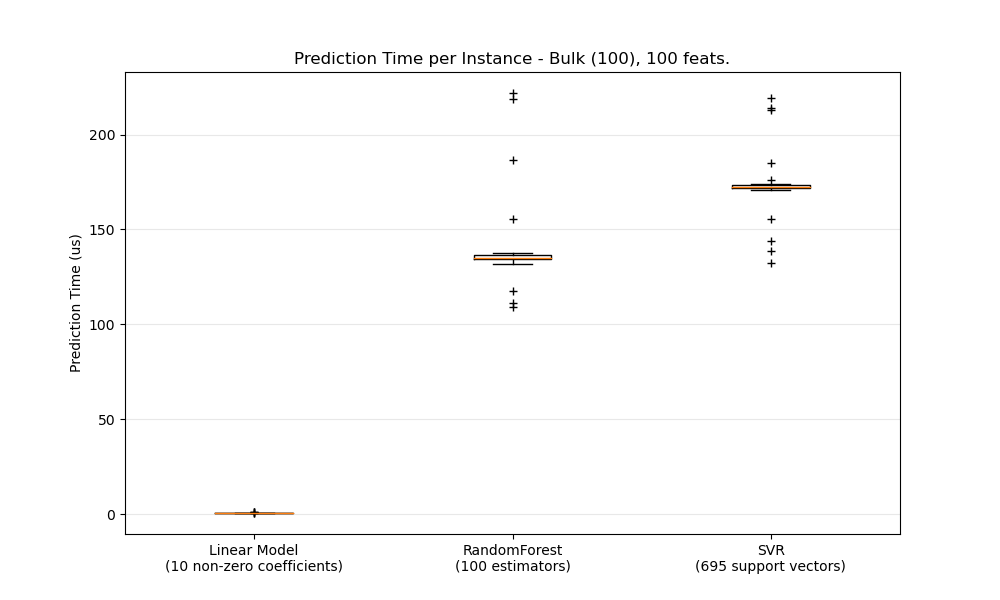 Prediction Time per Instance - Bulk (100), 100 feats.
Prediction Time (us)
200
150
100
50
0
Linear Model
(10 non-zero coefficients)
RandomForest
(100 estimators)
SVR
(695 support vectors)